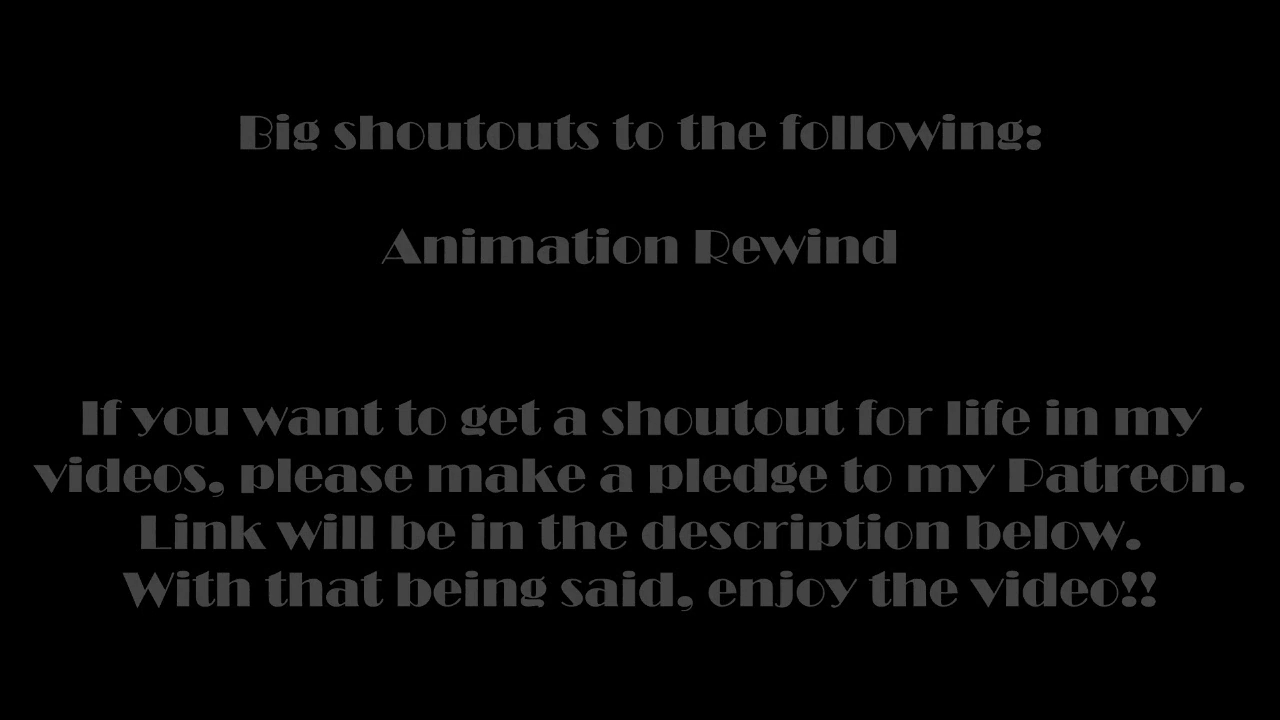 Big shoutouts to the following:
Animation Rewind
If you want to get a shoutout for life in my
videos, please make a pledge to my Patreon.
Link will be in the description below.
With that being said, enjoy the video!!